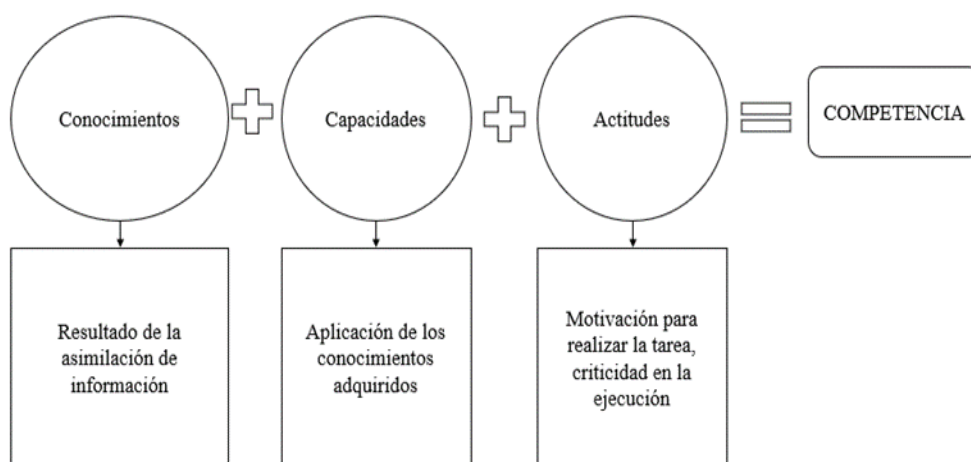 Conocimientos
Capacidades
Actitudes
COMPETENCIA
Resultado de la
asimilación de
información
Aplicación de los
conocimientos
adquiridos
Motivación para
realizar la tarea,
criticidad en la
ejecución